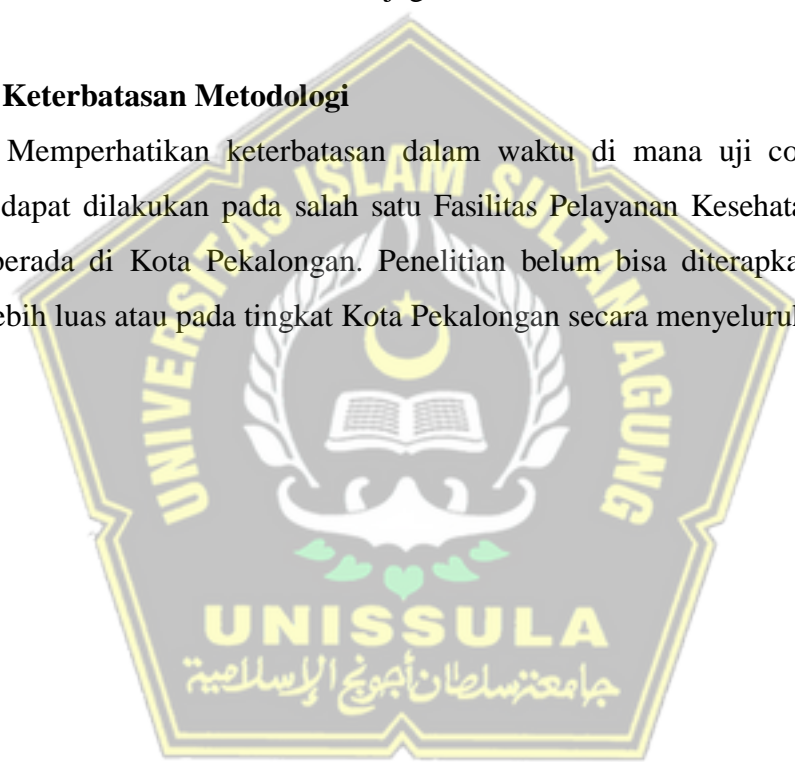 Keterbatasan Metodologi
Memperhatikan keterbatasan dalam waktu di mana uji co
dapat dilakukan pada salah satu Fasilitas Pelayanan Kesehata
berada di Kota Pekalongan. Penelitian belum bisa diterapka
ebih luas atau pada tingkat Kota Pekalongan secara menyeluruh
UNIVERSITAS ISLAM SULTAN AGUNG
UNISSULA
جامعة سلطان أجونج الإسلامية